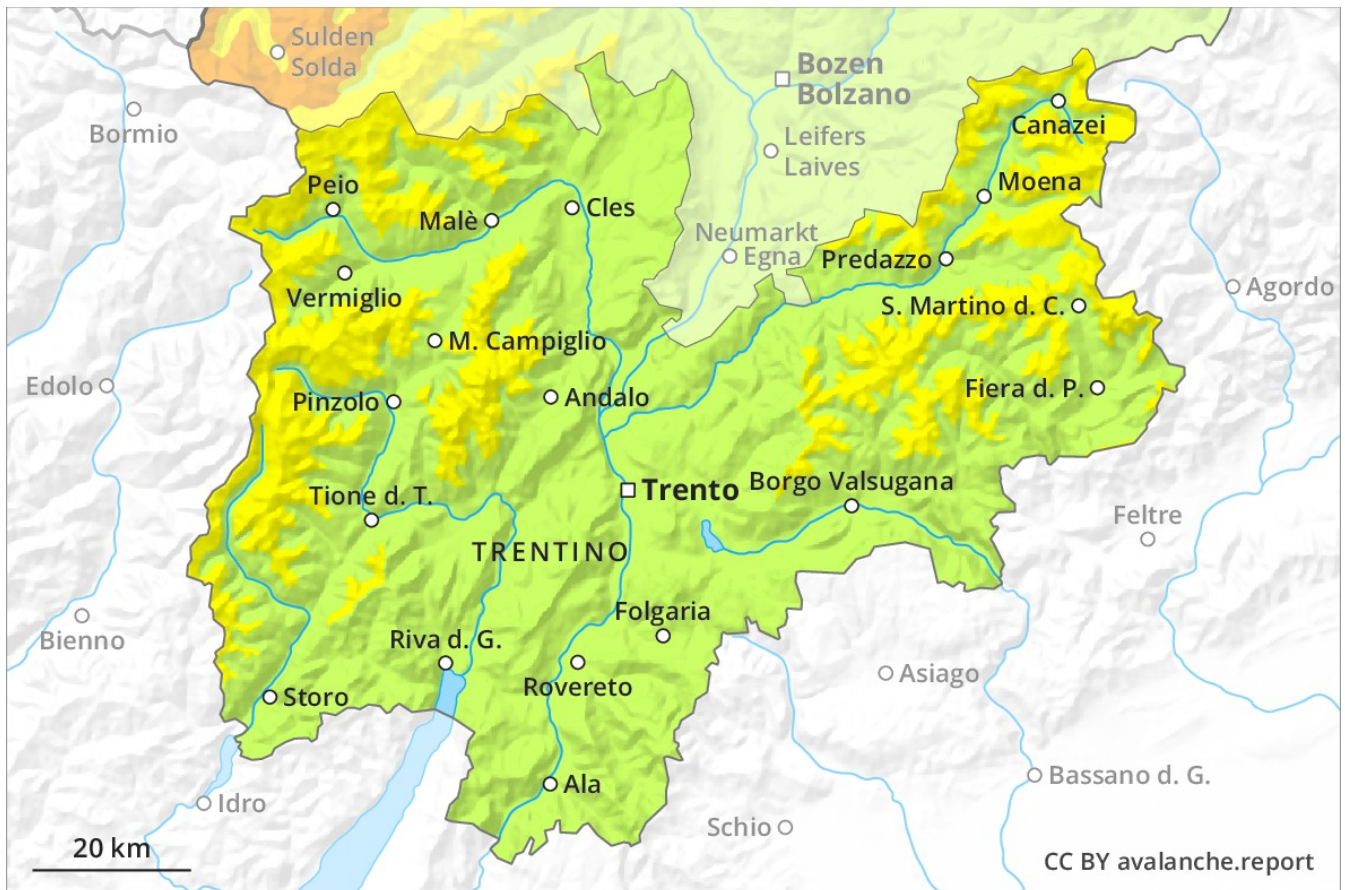 Sulden
Solda
Bozen
Bolzano
Bormio
Canazei
Leifers
Laives
Peio
Moena
Malè
Cles
Neumarkt
Egna
Predazzo
Vermiglio
Agordo
S. Martino d. C.
M. Campiglio
Edolo
Pinzolo
Andalo
Fiera d. P.
Trento
Borgo Valsugana
Tione d. T.
Feltre
TRENTINO
Folgaria
Bienno
Riva d. G.
Asiago
Rovereto
Storo
Bassano d. G.
Ala
Idro
Schio
20 km
CC BY avalanche.report